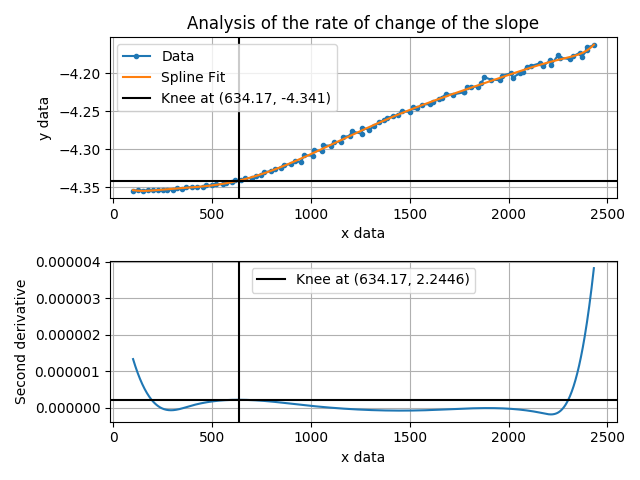 Analysis of the rate of change of the slope
Data
Spline Fit
Knee at (634.17, -4.341)
y data
−4.20
−4.25
−4.30
−4.35
0 500 1000 1500 2000 2500
x data
Second derivative
0.000004
0.000003
0.000002
0.000001
0.000000
Knee at (634.17, 2.2446)
0 500 1000 1500 2000 2500
x data